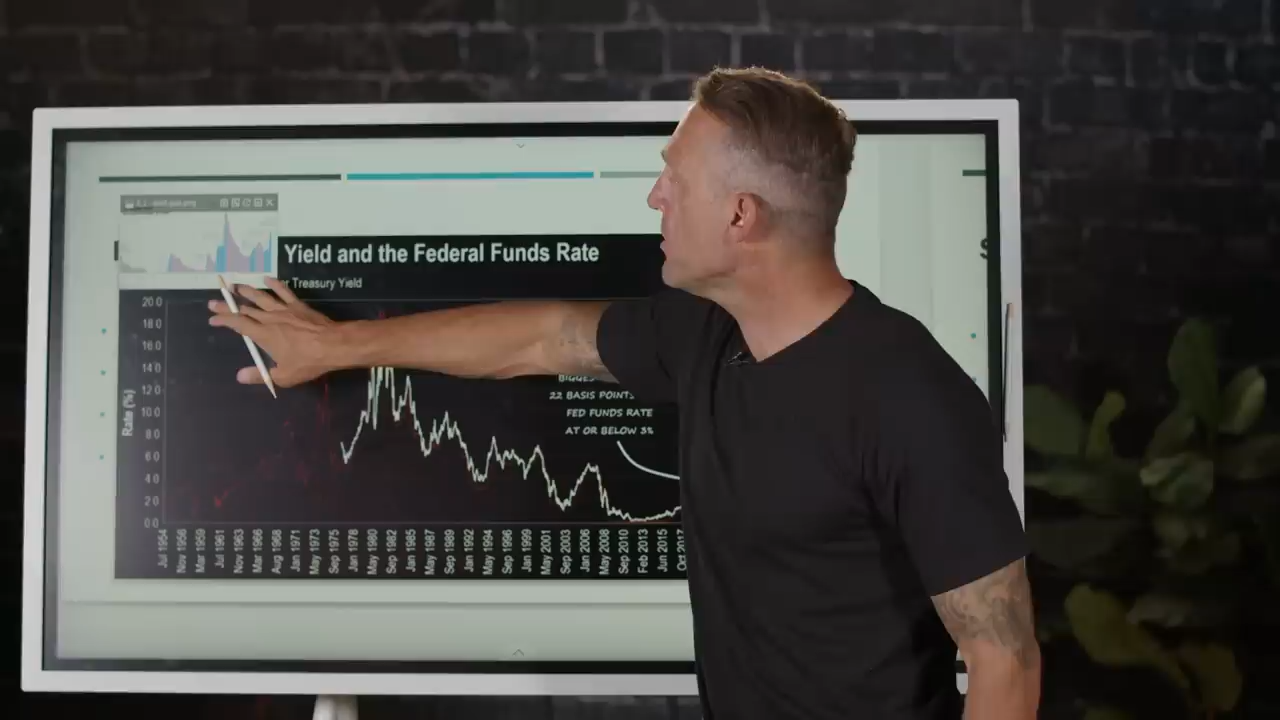 Yield and the Federal Funds Rate
Treasury Yield
20.0
18.0
16.0
14.0
12.0
10.0
8.0
6.0
4.0
2.0
0.0
Rate (%)
22 BASIS POINTS
FED FUNDS RATE
AT OR BELOW 3%
Jul 1954
Nov 1956
Mar 1959
Jul 1961
Nov 1963
Mar 1966
Aug 1968
Jan 1971
May 1973
Sep 1975
Jan 1978
May 1980
Sep 1982
Jan 1985
May 1987
Sep 1989
Jan 1992
May 1994
Sep 1996
Jan 1999
May 2001
Sep 2003
Jan 2006
May 2008
Sep 2010
Feb 2013
Jun 2015
Oct 2017